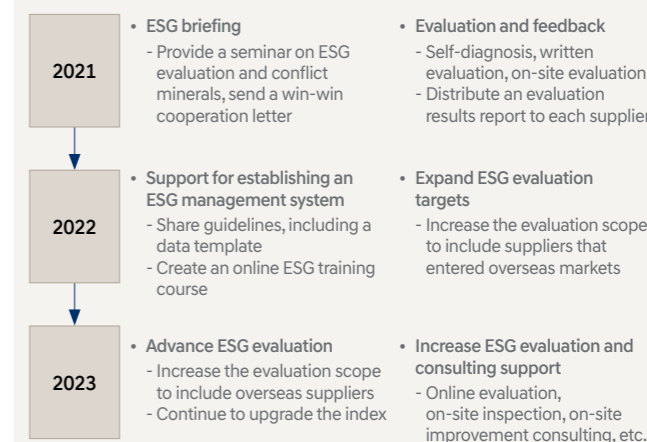 2021
• ESG briefing
- Provide a seminar on ESG
evaluation and conflict
minerals, send a win-win
cooperation letter
• Evaluation and feedback
- Self-diagnosis, written
evaluation, on-site evaluation
- Distribute an evaluation
results report to each supplier
2022
• Support for establishing an
ESG management system
- Share guidelines, including a
data template
- Create an online ESG training
course
• Expand ESG evaluation
targets
- Increase the evaluation scope
to include suppliers that
entered overseas markets
2023
• Advance ESG evaluation
- Increase the evaluation scope
to include overseas suppliers
- Continue to upgrade the index
• Increase ESG evaluation and
consulting support
- Online evaluation,
on-site inspection, on-site
improvement consulting, etc.